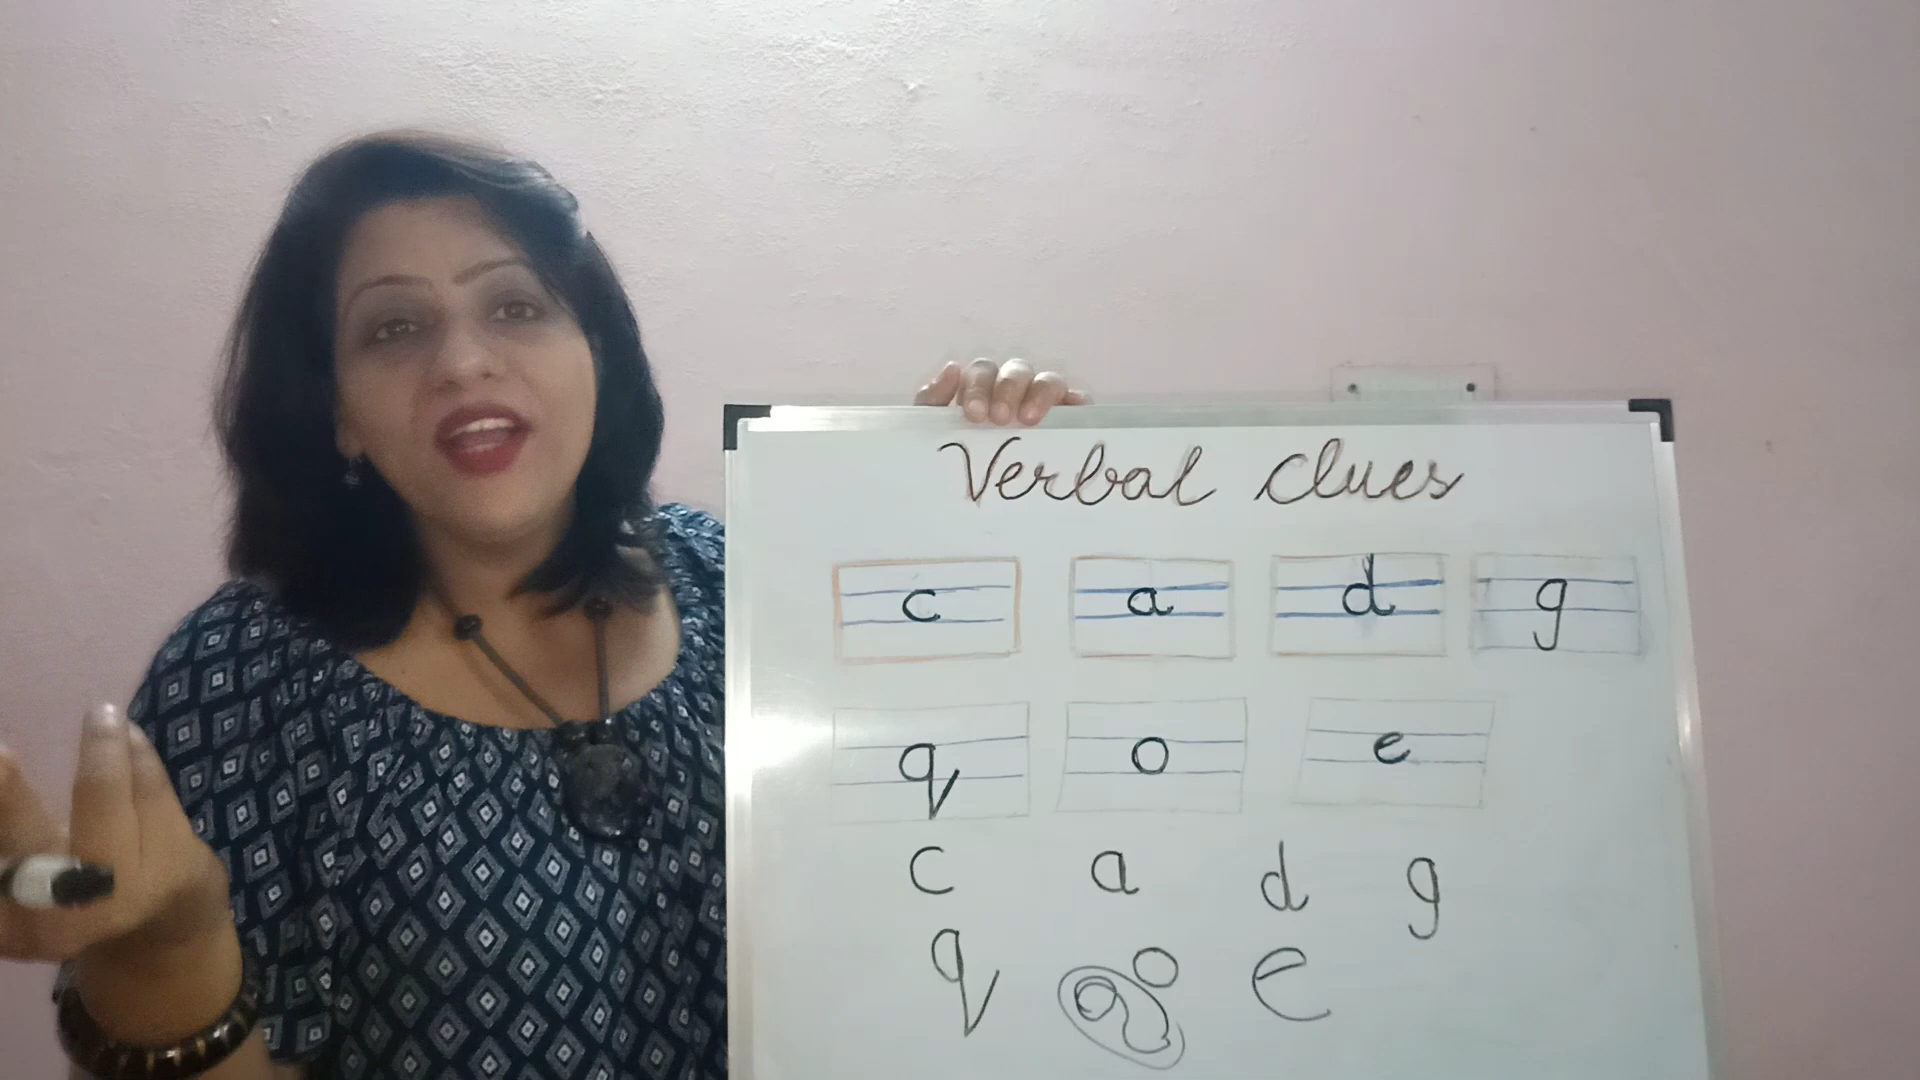 Verbal clues
c a d g
q o e
c a d g
q o e